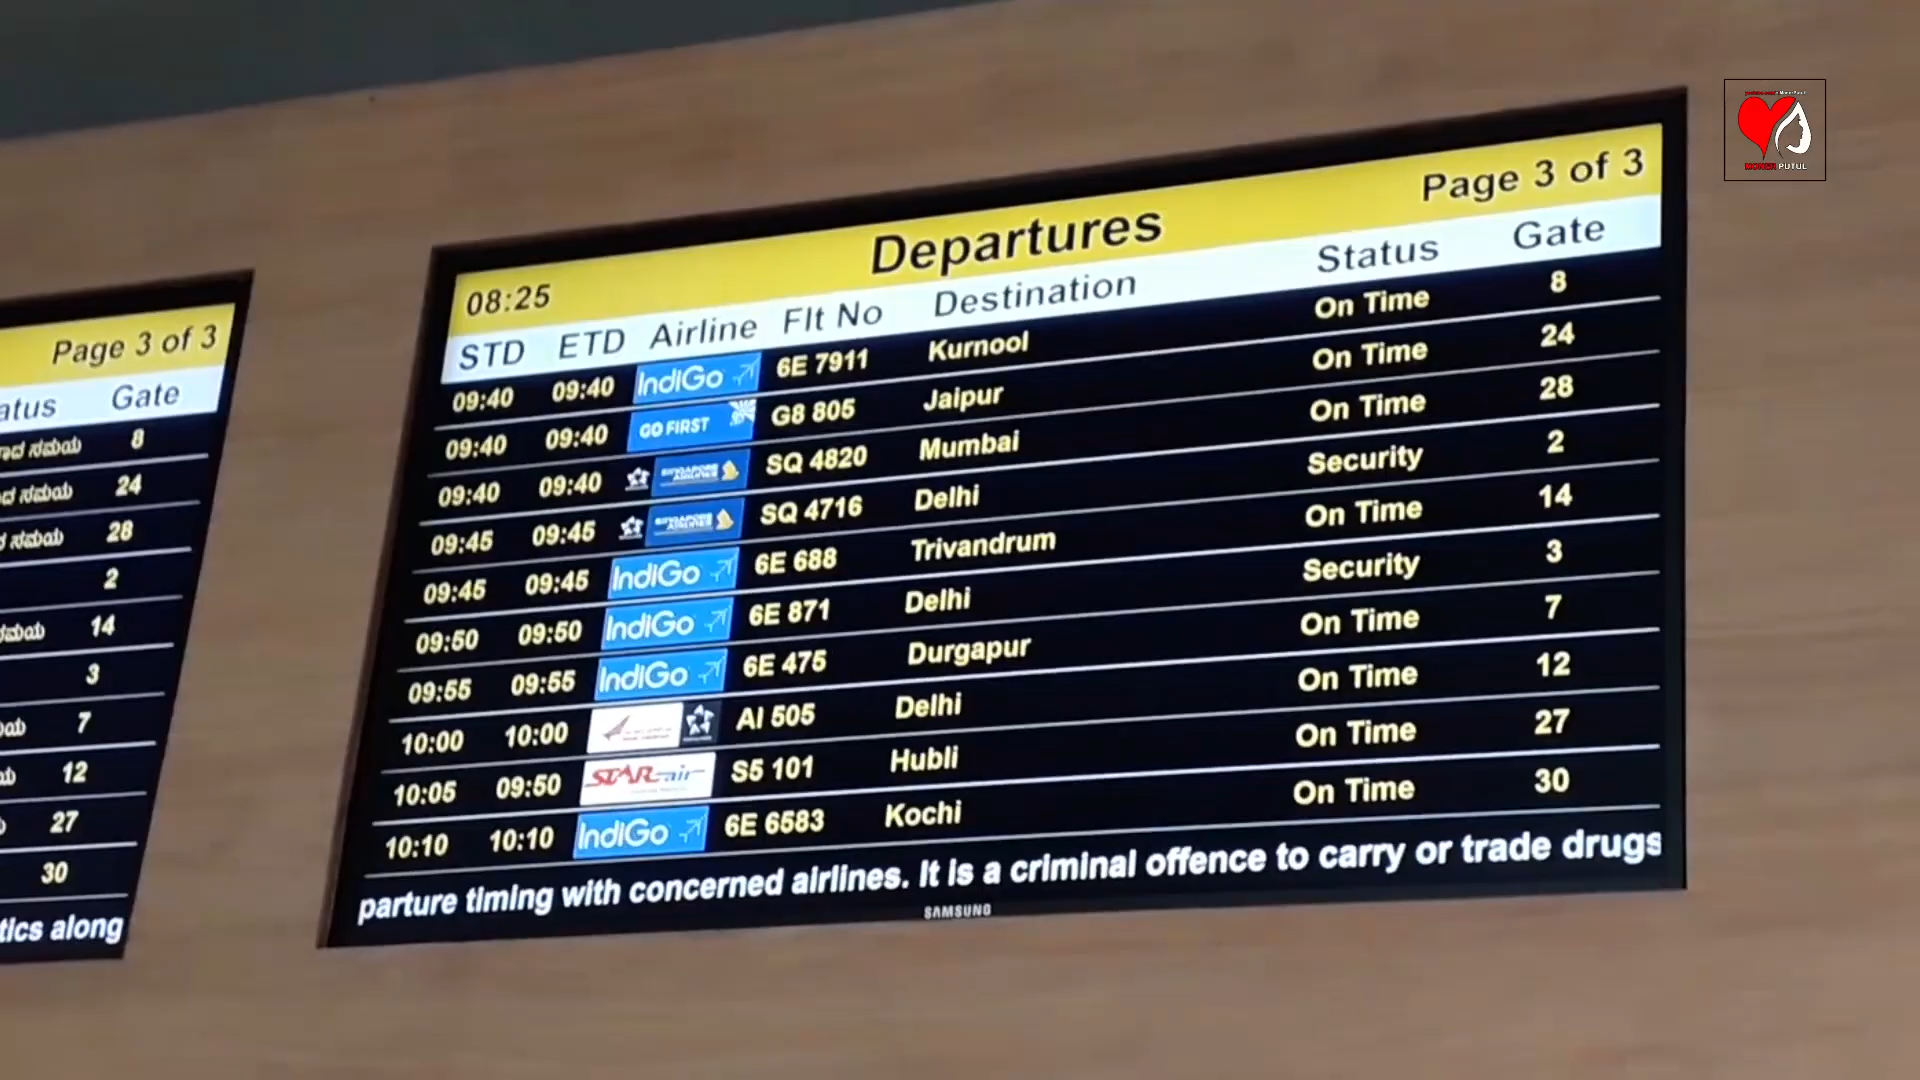 Page 3 of 3
Gate
8
ಸಮಯ 24
ಸಮಯ 28
2
14
3
7
12
27
30
tics along
Departures Page 3 of 3
08:25
STD ETD Airline Flt No Destination Status Gate
09:40 09:40 IndiGo 6E 7911 Kurnool On Time 8
09:40 09:40 GO FIRST G8 805 Jaipur On Time 24
09:40 09:40 SINGAPORE AIRLINES SQ 4820 Mumbai On Time 28
09:45 09:45 SINGAPORE AIRLINES SQ 4716 Delhi Security 2
09:45 09:45 IndiGo 6E 688 Trivandrum On Time 14
09:50 09:50 IndiGo 6E 871 Delhi Security 3
09:55 09:55 IndiGo 6E 475 Durgapur On Time 7
10:00 10:00 AI 505 Delhi On Time 12
10:05 09:50 STAR air S5 101 Hubli On Time 27
10:10 10:10 IndiGo 6E 6583 Kochi On Time 30
parture timing with concerned airlines. It is a criminal offence to carry or trade drugs
SAMSUNG
MONER PUTUL